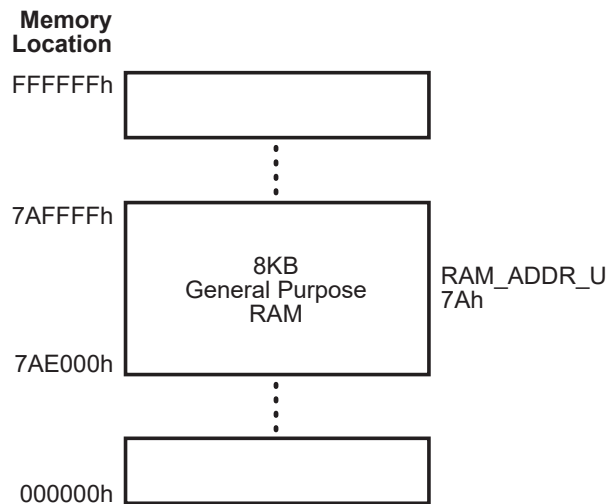 Memory
Location
FFFFFFh
7AFFFFh
8KB
General Purpose
RAM
RAM_ADDR_U
7Ah
7AE000h
000000h